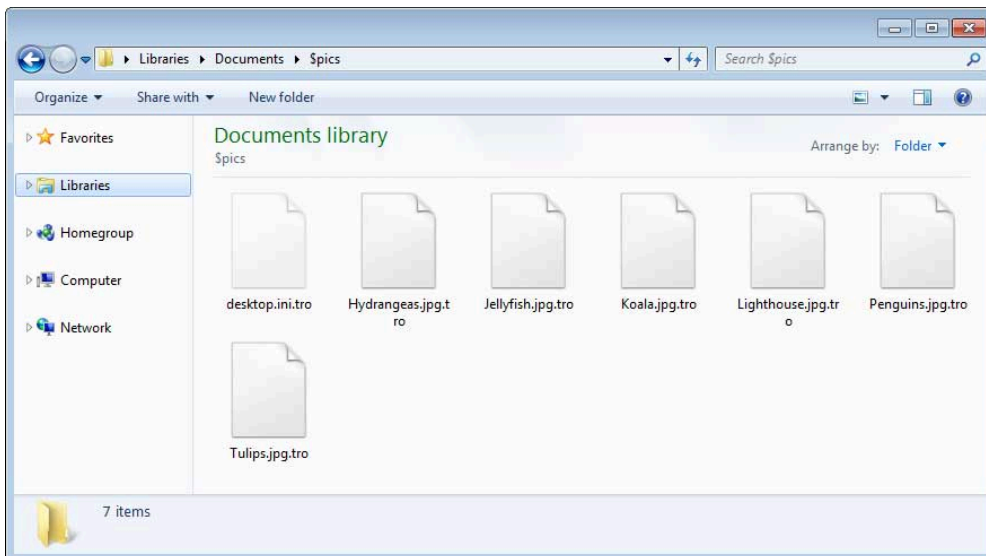 Libraries Documents $pics
Search $pics
Organize Share with New folder
Favorites
Libraries
Homegroup
Computer
Network
Documents library
$pics
Arrange by: Folder
desktop.ini.tro
Hydrangeas.jpg.t
ro
Jellyfish.jpg.tro
Koala.jpg.tro
Lighthouse.jpg.tr
o
Penguins.jpg.tro
Tulips.jpg.tro
7 items